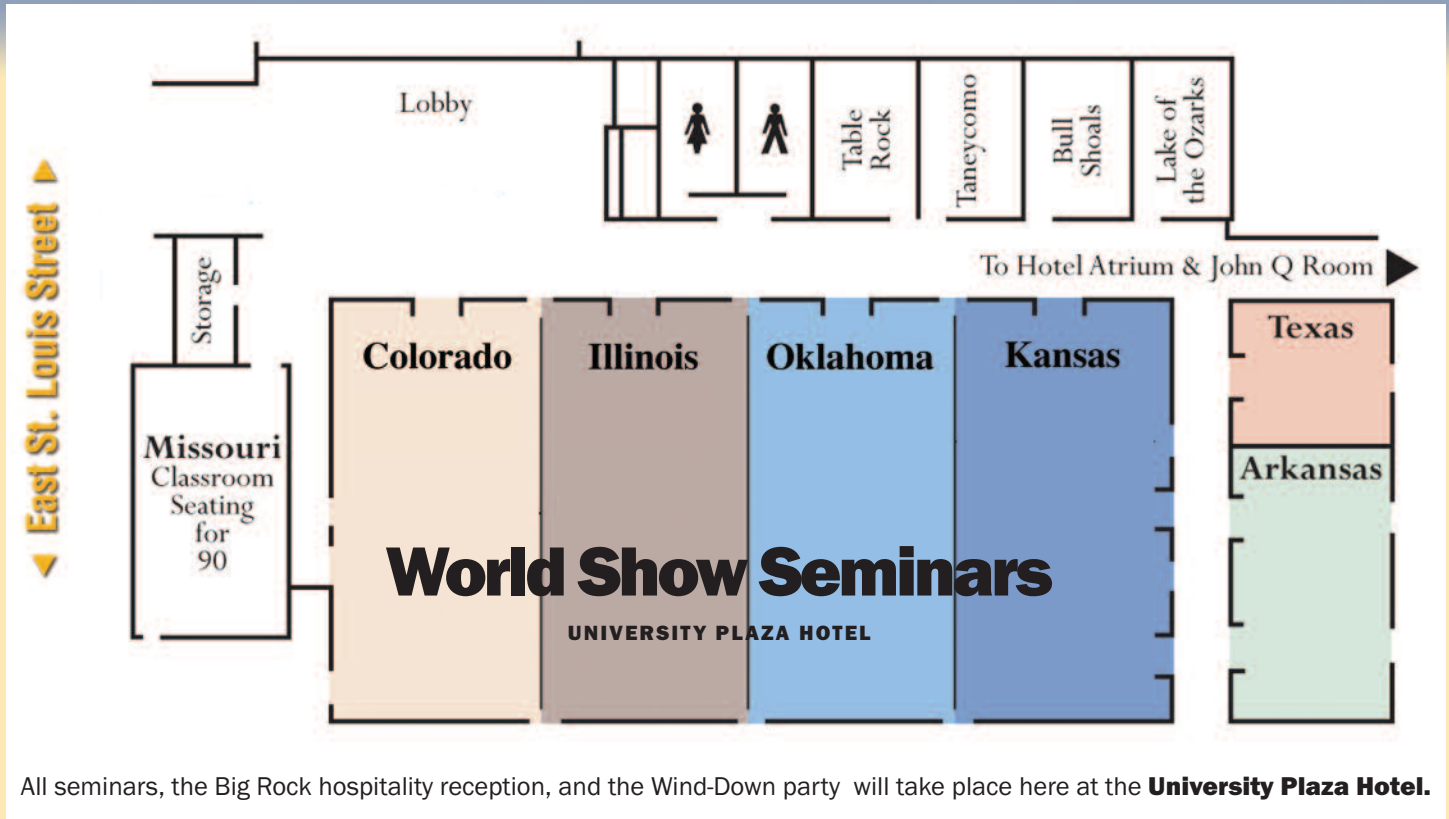 Lobby
Table
Rock
Taneycomo
Bull
Shoals
Lake of
the Ozarks
East St. Louis Street
Storage
To Hotel Atrium & John Q Room
Colorado
Illinois
Oklahoma
Kansas
Texas
Missouri
Classroom
Seating
for
90
Arkansas
World Show Seminars
UNIVERSITY PLAZA HOTEL
All seminars, the Big Rock hospitality reception, and the Wind-Down party will take place here at the University Plaza Hotel.